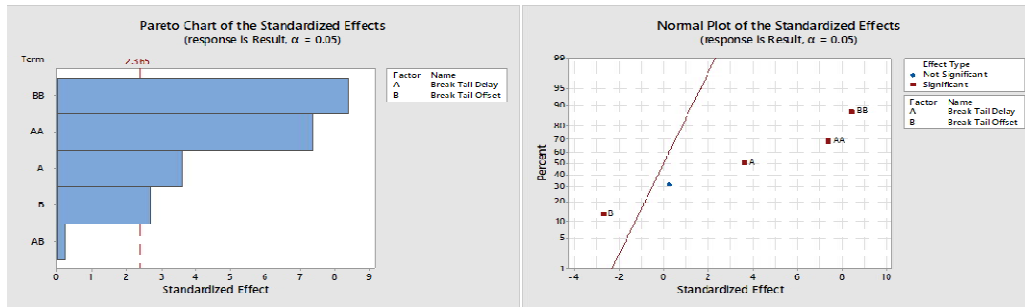 Pareto Chart of the Standardized Effects
(response is Result, α = 0.05)
Term
2.365
Factor Name
A Break Tail Delay
B Break Tail Offset
BB
AA
A
B
AB
0 1 2 3 4 5 6 7 8 9
Standardized Effect
Normal Plot of the Standardized Effects
(response is Result, α = 0.05)
99
95
90
80
70
60
50
40
30
20
10
5
1
Percent
BB
AA
A
B
-4 -2 0 2 4 6 8 10
Standardized Effect
Effect Type
Not Significant
Significant
Factor Name
A Break Tail Delay
B Break Tail Offset